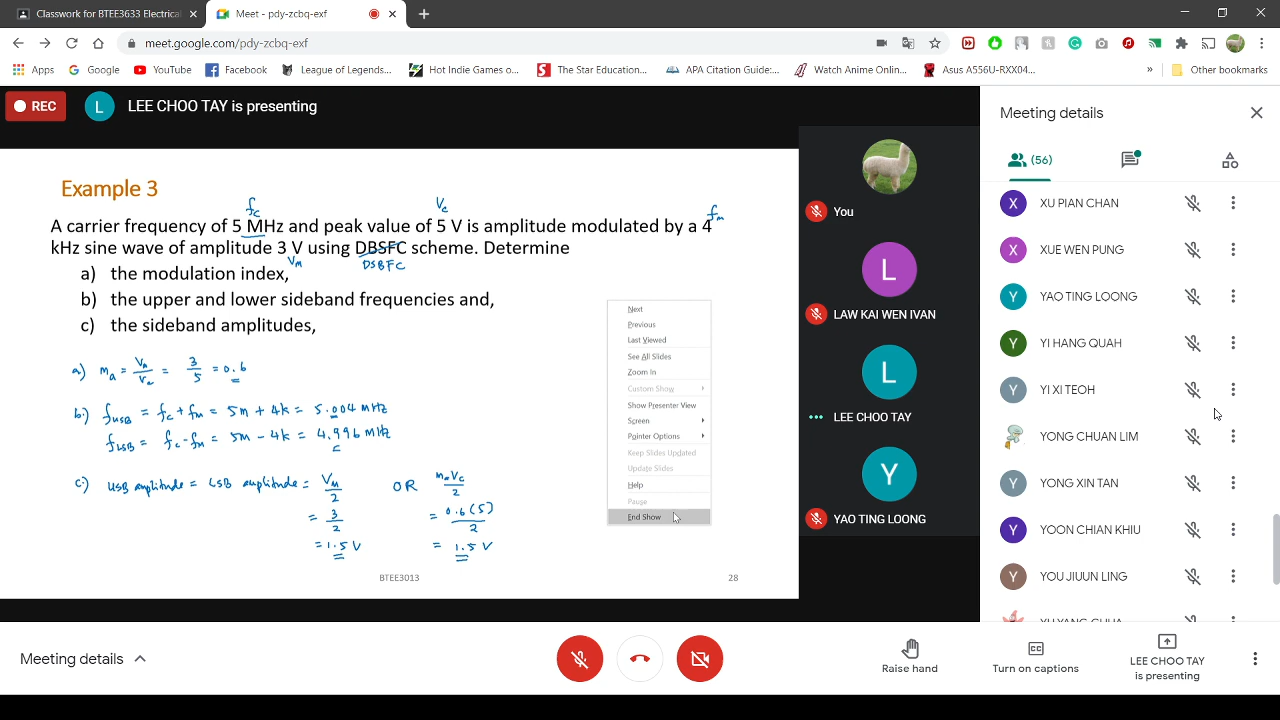 Classwork for BTEE3633 Electrical
Meet - pdy-zcbq-exf
meet.google.com/pdy-zcbq-exf
Apps
Google
YouTube
Facebook
League of Legends...
Hot Indie Games o...
The Star Education...
APA Citation Guide:...
Watch Anime Online...
Asus A556U-RXX04...
»
Other bookmarks
REC
L
LEE CHOO TAY is presenting
Meeting details
(56)
Example 3
fc
Vc
fm
A carrier frequency of 5 MHz and peak value of 5 V is amplitude modulated by a 4
kHz sine wave of amplitude 3 V using DBSFC scheme. Determine
Vm
DSBFC
a) the modulation index,
b) the upper and lower sideband frequencies and,
c) the sideband amplitudes,
a) ma = Vm/Vc = 3/5 = 0.6
b) fUSB = fc + fm = 5M + 4k = 5.004 MHz
fLSB = fc - fm = 5M - 4k = 4.996 MHz
c) USB amplitude = LSB amplitude = Vm/2 OR maVc/2
= 3/2 = 0.6(5)/2
= 1.5 V = 1.5 V
BTEE3013
28
Next
Previous
Last Viewed
See All Slides
Zoom In
Custom Show
Show Presenter View
Screen
Pointer Options
Keep Slides Updated
Update Slides
Help
Pause
End Show
You
L
LAW KAI WEN IVAN
L
LEE CHOO TAY
Y
YAO TING LOONG
X XU PIAN CHAN
X XUE WEN PUNG
Y YAO TING LOONG
Y YI HANG QUAH
Y YI XI TEOH
YONG CHUAN LIM
Y YONG XIN TAN
Y YOON CHIAN KHIU
Y YOU JIUUN LING
Meeting details
Raise hand
Turn on captions
LEE CHOO TAY
is presenting